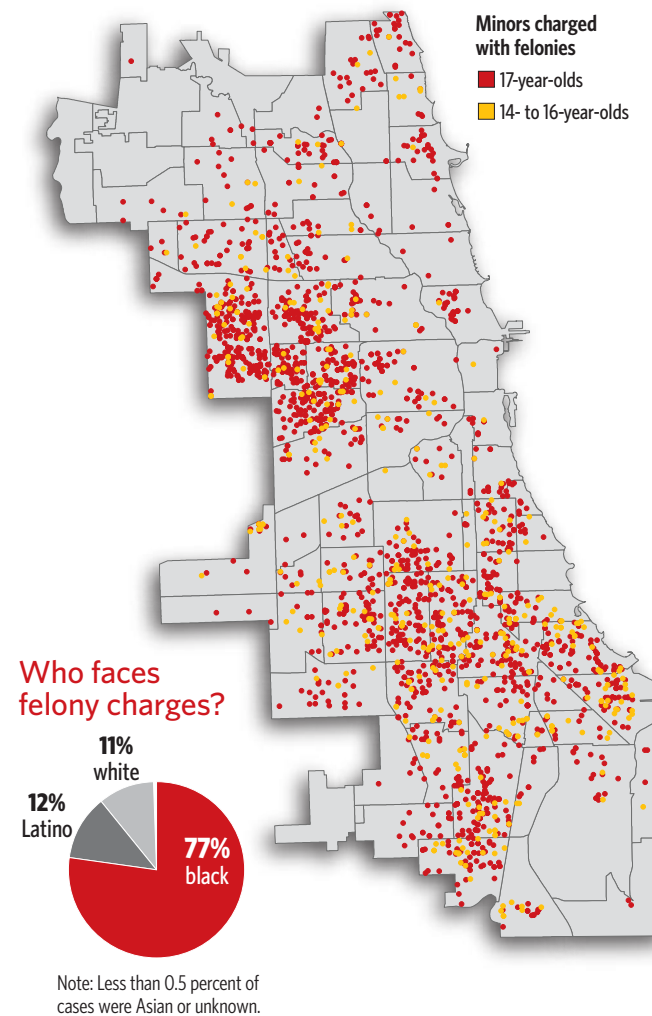 Minors charged
with felonies
17-year-olds
14- to 16-year-olds
Who faces
felony charges?
11%
white
12%
Latino
77%
black
Note: Less than 0.5 percent of
cases were Asian or unknown.